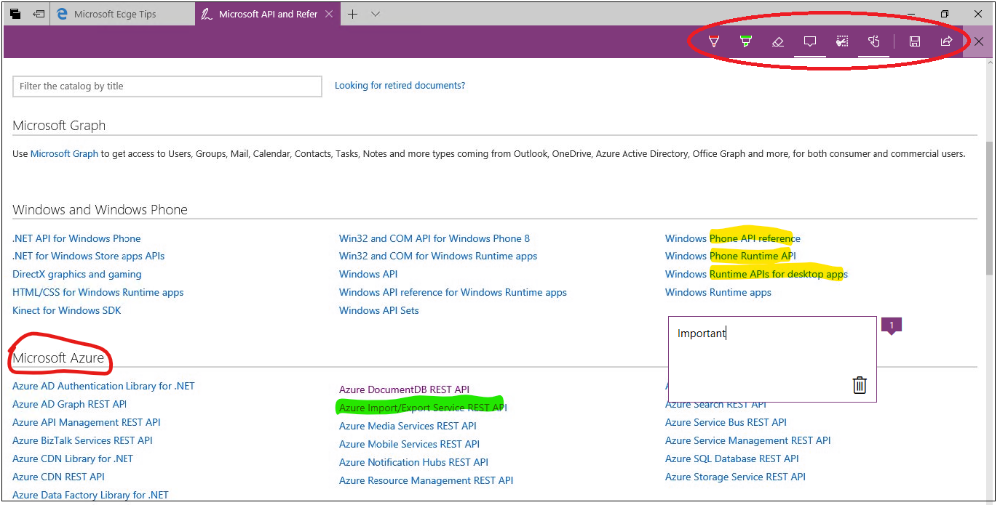 Microsoft Edge Tips
Microsoft API and Refer
Filter the catalog by title
Looking for retired documents?
Microsoft Graph
Use Microsoft Graph to get access to Users, Groups, Mail, Calendar, Contacts, Tasks, Notes and more types coming from Outlook, OneDrive, Azure Active Directory, Office Graph and more, for both consumer and commercial users.
Windows and Windows Phone
.NET API for Windows Phone
.NET for Windows Store apps APIs
DirectX graphics and gaming
HTML/CSS for Windows Runtime apps
Kinect for Windows SDK
Win32 and COM API for Windows Phone 8
Win32 and COM for Windows Runtime apps
Windows API
Windows API reference for Windows Runtime apps
Windows API Sets
Windows Phone API reference
Windows Phone Runtime API
Windows Runtime APIs for desktop apps
Windows Runtime apps
Important
1
Microsoft Azure
Azure AD Authentication Library for .NET
Azure AD Graph REST API
Azure API Management REST API
Azure BizTalk Services REST API
Azure CDN Library for .NET
Azure CDN REST API
Azure Data Factory Library for .NET
Azure DocumentDB REST API
Azure Import/Export Service REST API
Azure Media Services REST API
Azure Mobile Services REST API
Azure Notification Hubs REST API
Azure Resource Management REST API
Azure Search REST API
Azure Service Bus REST API
Azure Service Management REST API
Azure SQL Database REST API
Azure Storage Service REST API